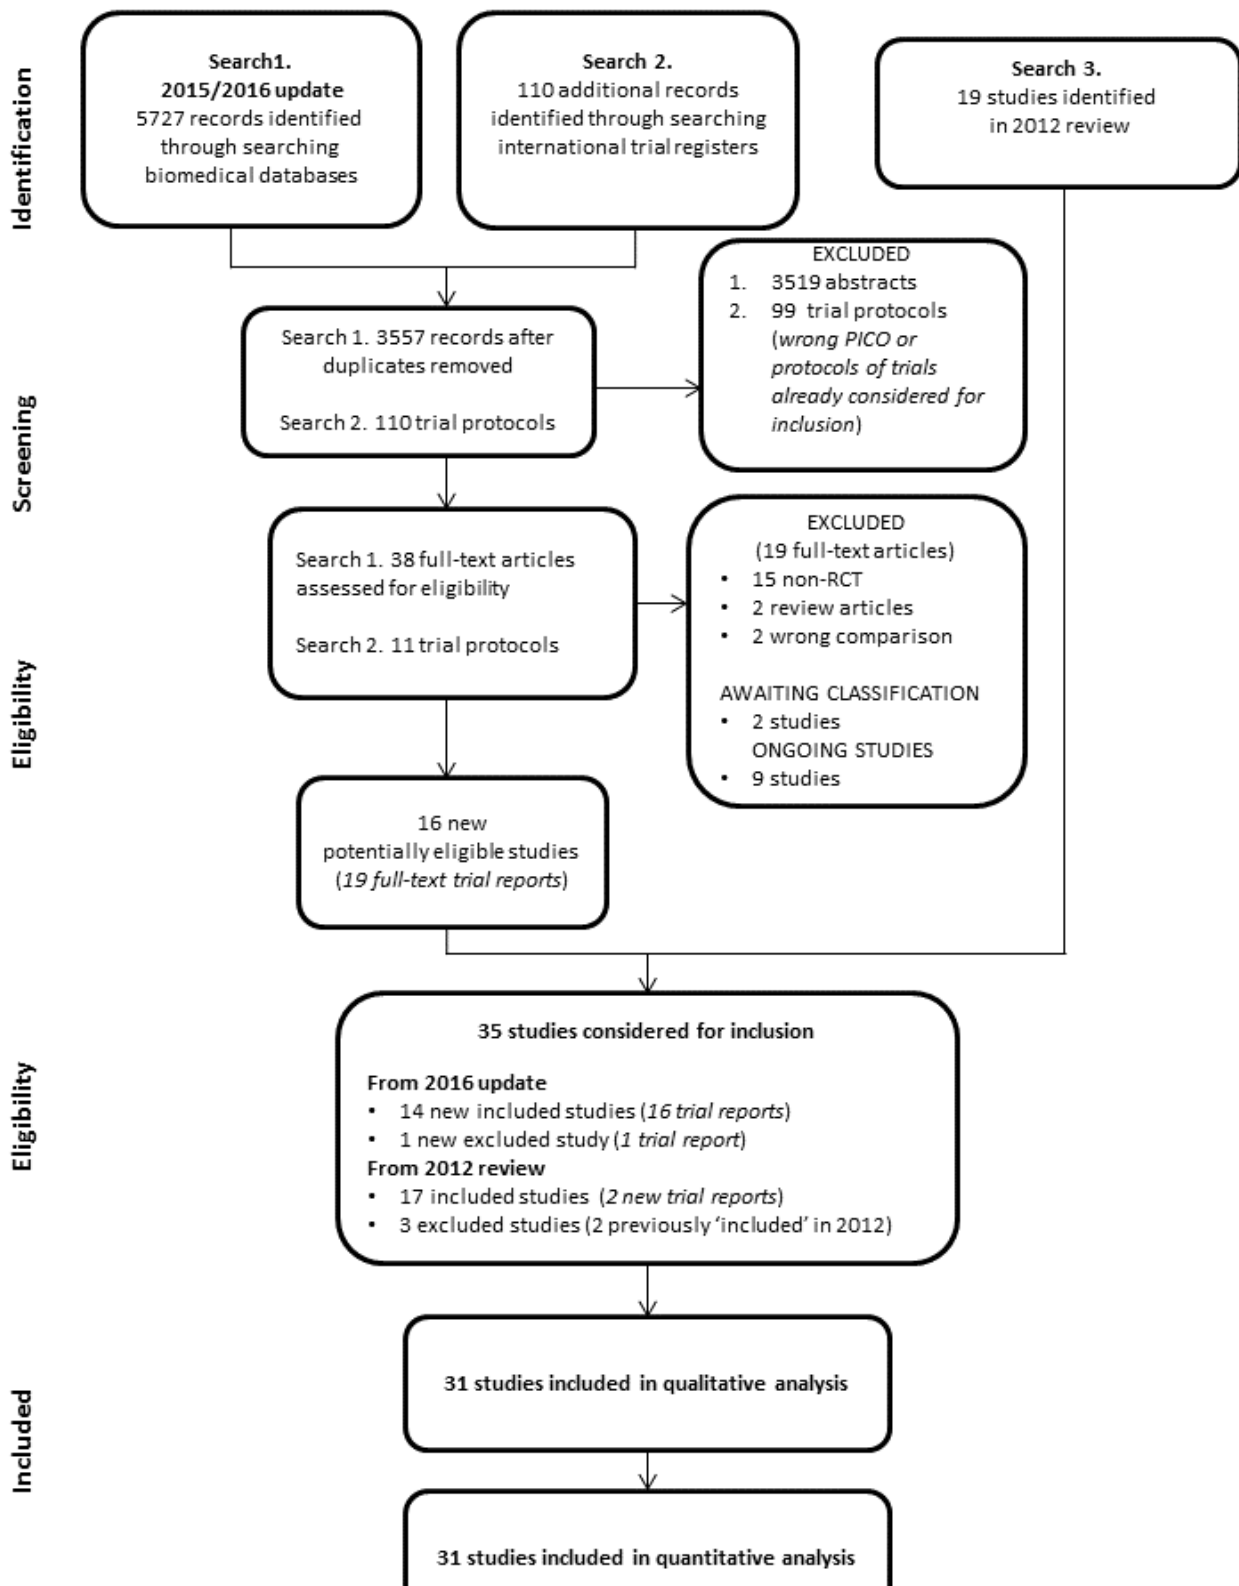 Identification
Search1.
2015/2016 update
5727 records identified
through searching
biomedical databases
Search 2.
110 additional records
identified through searching
international trial registers
Search 3.
19 studies identified
in 2012 review
Screening
Search 1. 3557 records after
duplicates removed
Search 2. 110 trial protocols
EXCLUDED
1. 3519 abstracts
2. 99 trial protocols
(wrong PICO or
protocols of trials
already considered for
inclusion)
Eligibility
Search 1. 38 full-text articles
assessed for eligibility
Search 2. 11 trial protocols
EXCLUDED
(19 full-text articles)
• 15 non-RCT
• 2 review articles
• 2 wrong comparison
AWAITING CLASSIFICATION
• 2 studies
ONGOING STUDIES
• 9 studies
16 new
potentially eligible studies
(19 full-text trial reports)
Eligibility
35 studies considered for inclusion
From 2016 update
• 14 new included studies (16 trial reports)
• 1 new excluded study (1 trial report)
From 2012 review
• 17 included studies (2 new trial reports)
• 3 excluded studies (2 previously ‘included’ in 2012)
Included
31 studies included in qualitative analysis
31 studies included in quantitative analysis